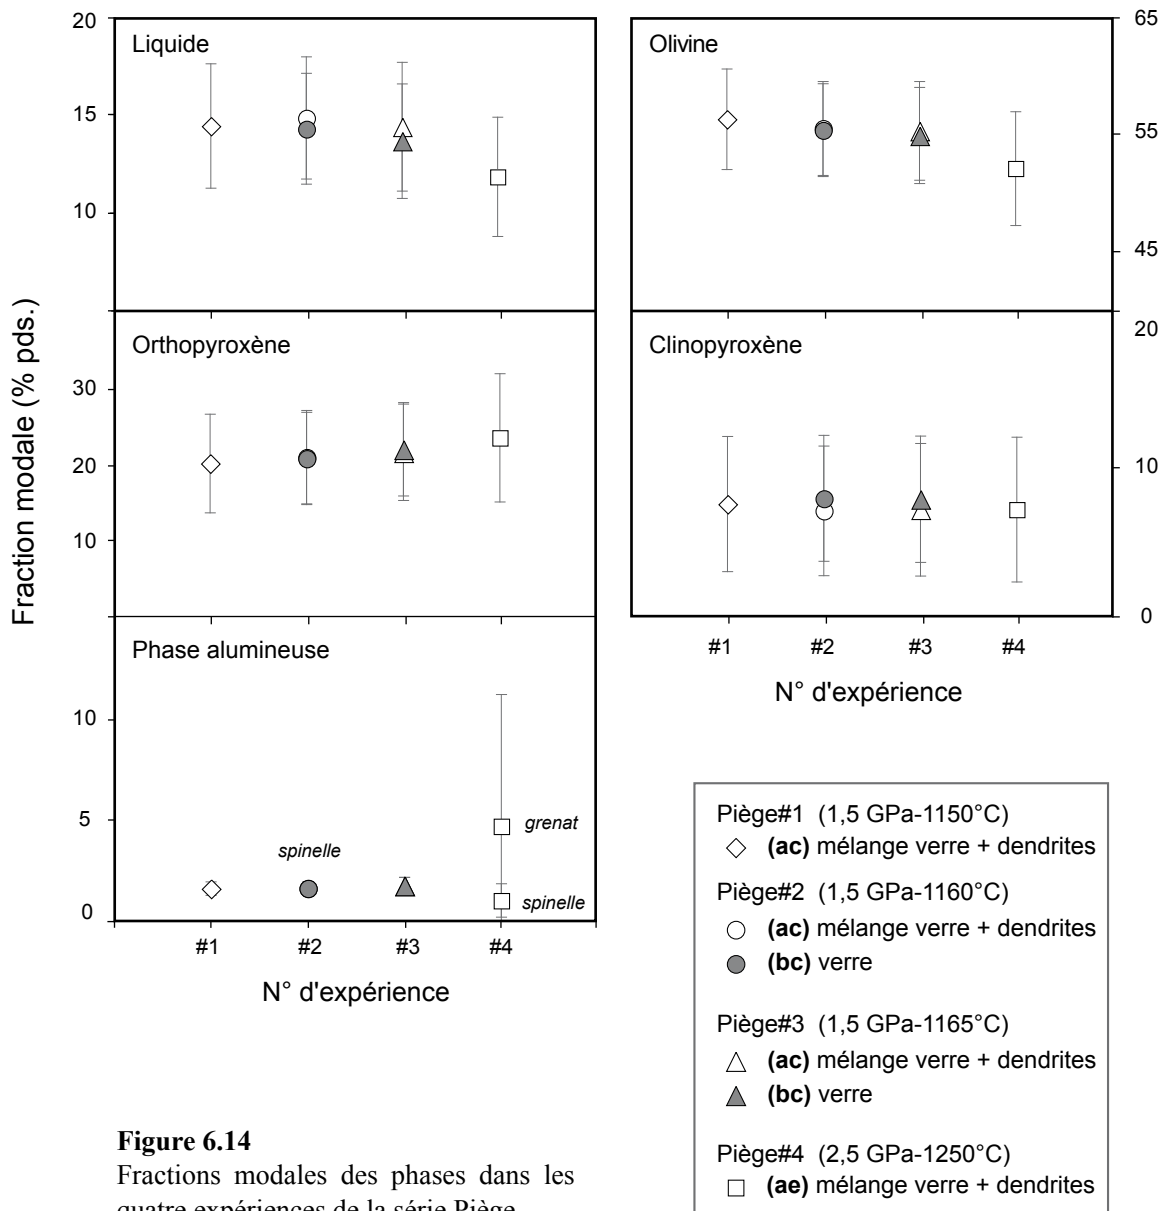 Fraction modale (% pds.)
Liquide
20
15
10
Olivine
65
55
45
Orthopyroxène
30
20
10
Clinopyroxène
20
10
0
Phase alumineuse
10
5
0
spinelle
grenat
spinelle
#1 #2 #3 #4
N° d'expérience
#1 #2 #3 #4
N° d'expérience
Piège#1 (1,5 GPa-1150°C)
(ac) mélange verre + dendrites
Piège#2 (1,5 GPa-1160°C)
(ac) mélange verre + dendrites
(bc) verre
Piège#3 (1,5 GPa-1165°C)
(ac) mélange verre + dendrites
(bc) verre
Piège#4 (2,5 GPa-1250°C)
(ae) mélange verre + dendrites
Figure 6.14
Fractions modales des phases dans les
quatre expériences de la série Piège